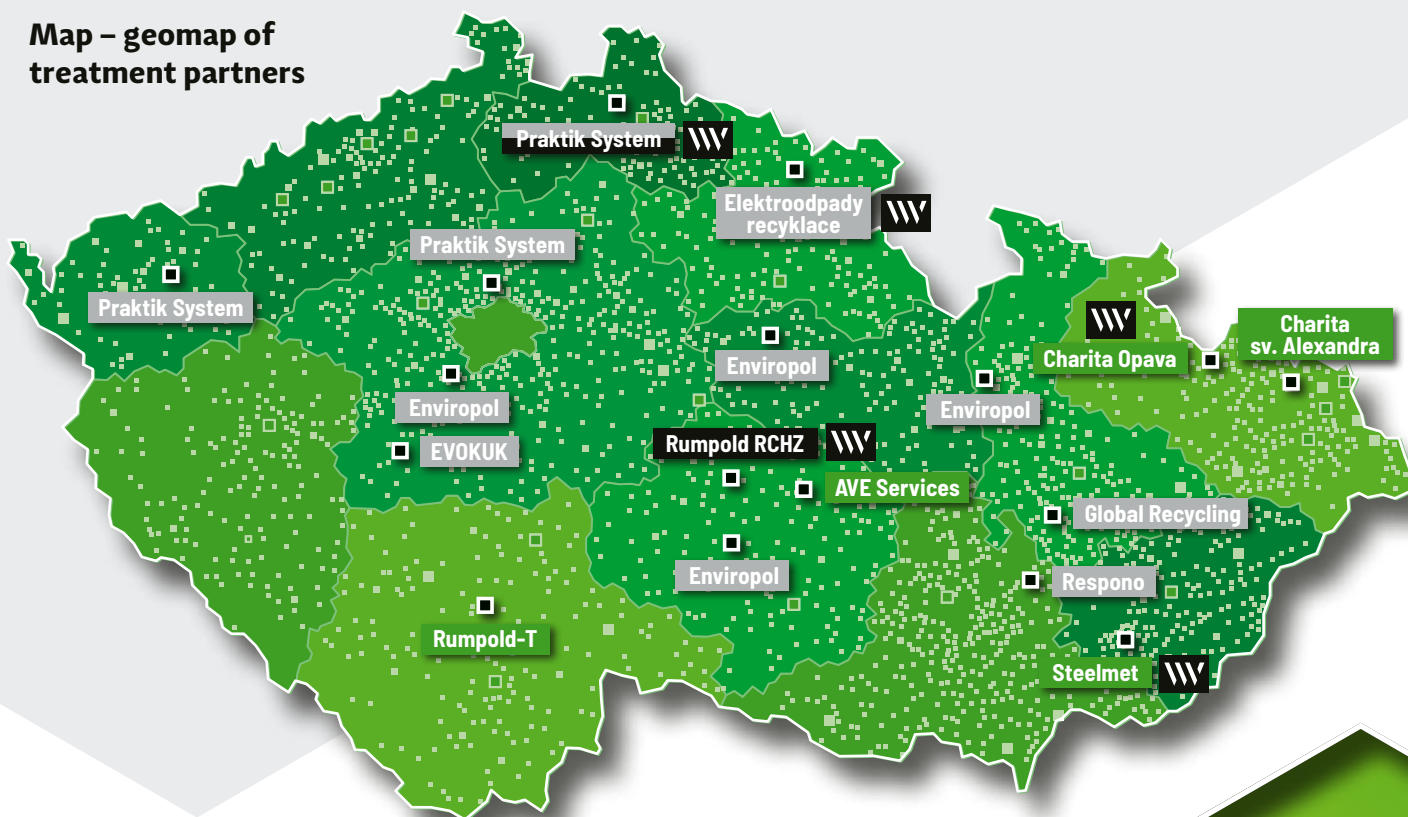 Map – geomap of
treatment partners
Praktik System
Elektroodpady
recyklace
Praktik System
Praktik System
Charita
sv. Alexandra
Charita Opava
Enviropol
Enviropol
Enviropol
Rumpold RCHZ
EVOKUK
AVE Services
Global Recycling
Enviropol
Respono
Rumpold-T
Steelmet